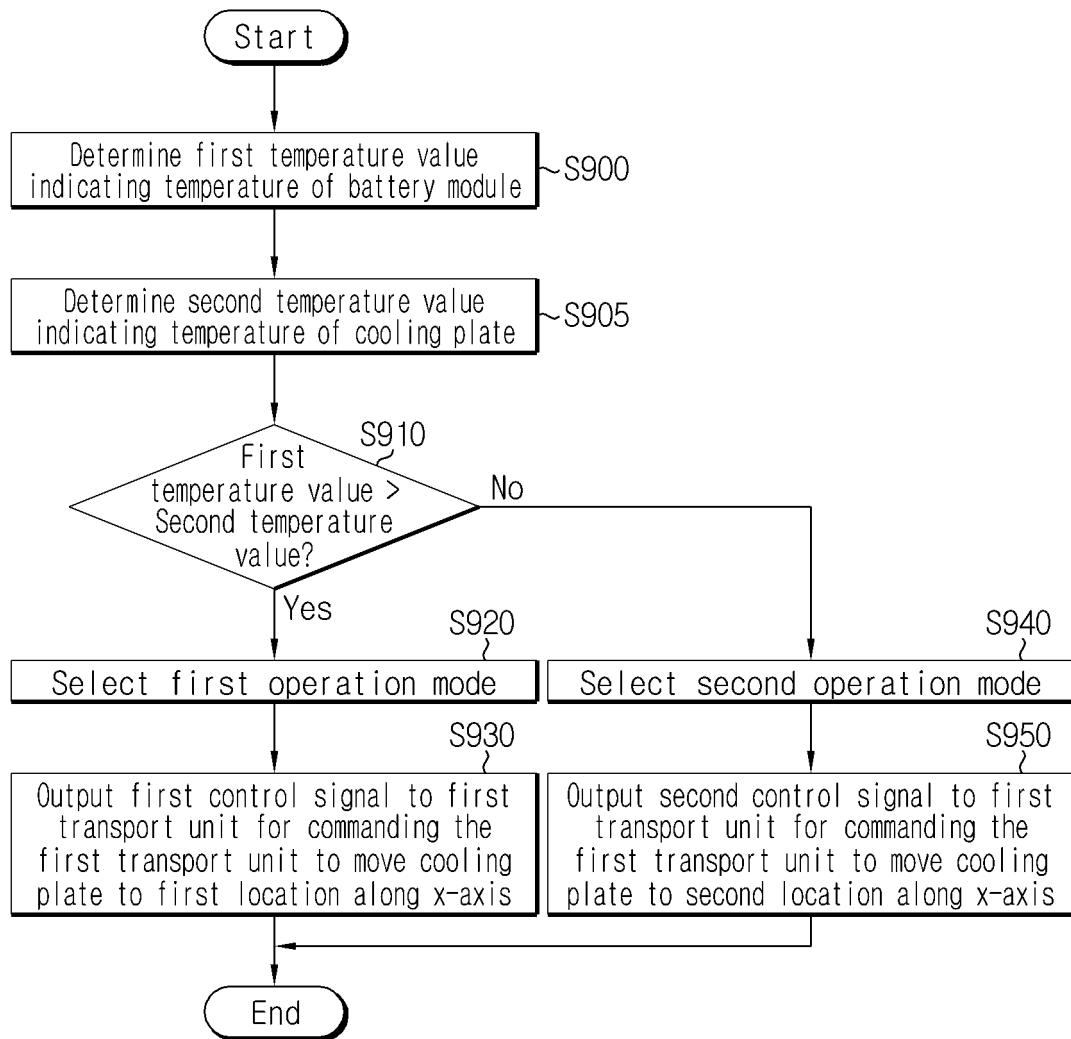 Start
Determine first temperature value
indicating temperature of battery module
S900
Determine second temperature value
indicating temperature of cooling plate
S905
S910
First
temperature value >
Second temperature
value?
No
Yes
S920
Select first operation mode
S940
Select second operation mode
S930
Output first control signal to first
transport unit for commanding the
first transport unit to move cooling
plate to first location along x-axis
S950
Output second control signal to first
transport unit for commanding the
first transport unit to move cooling
plate to second location along x-axis
End